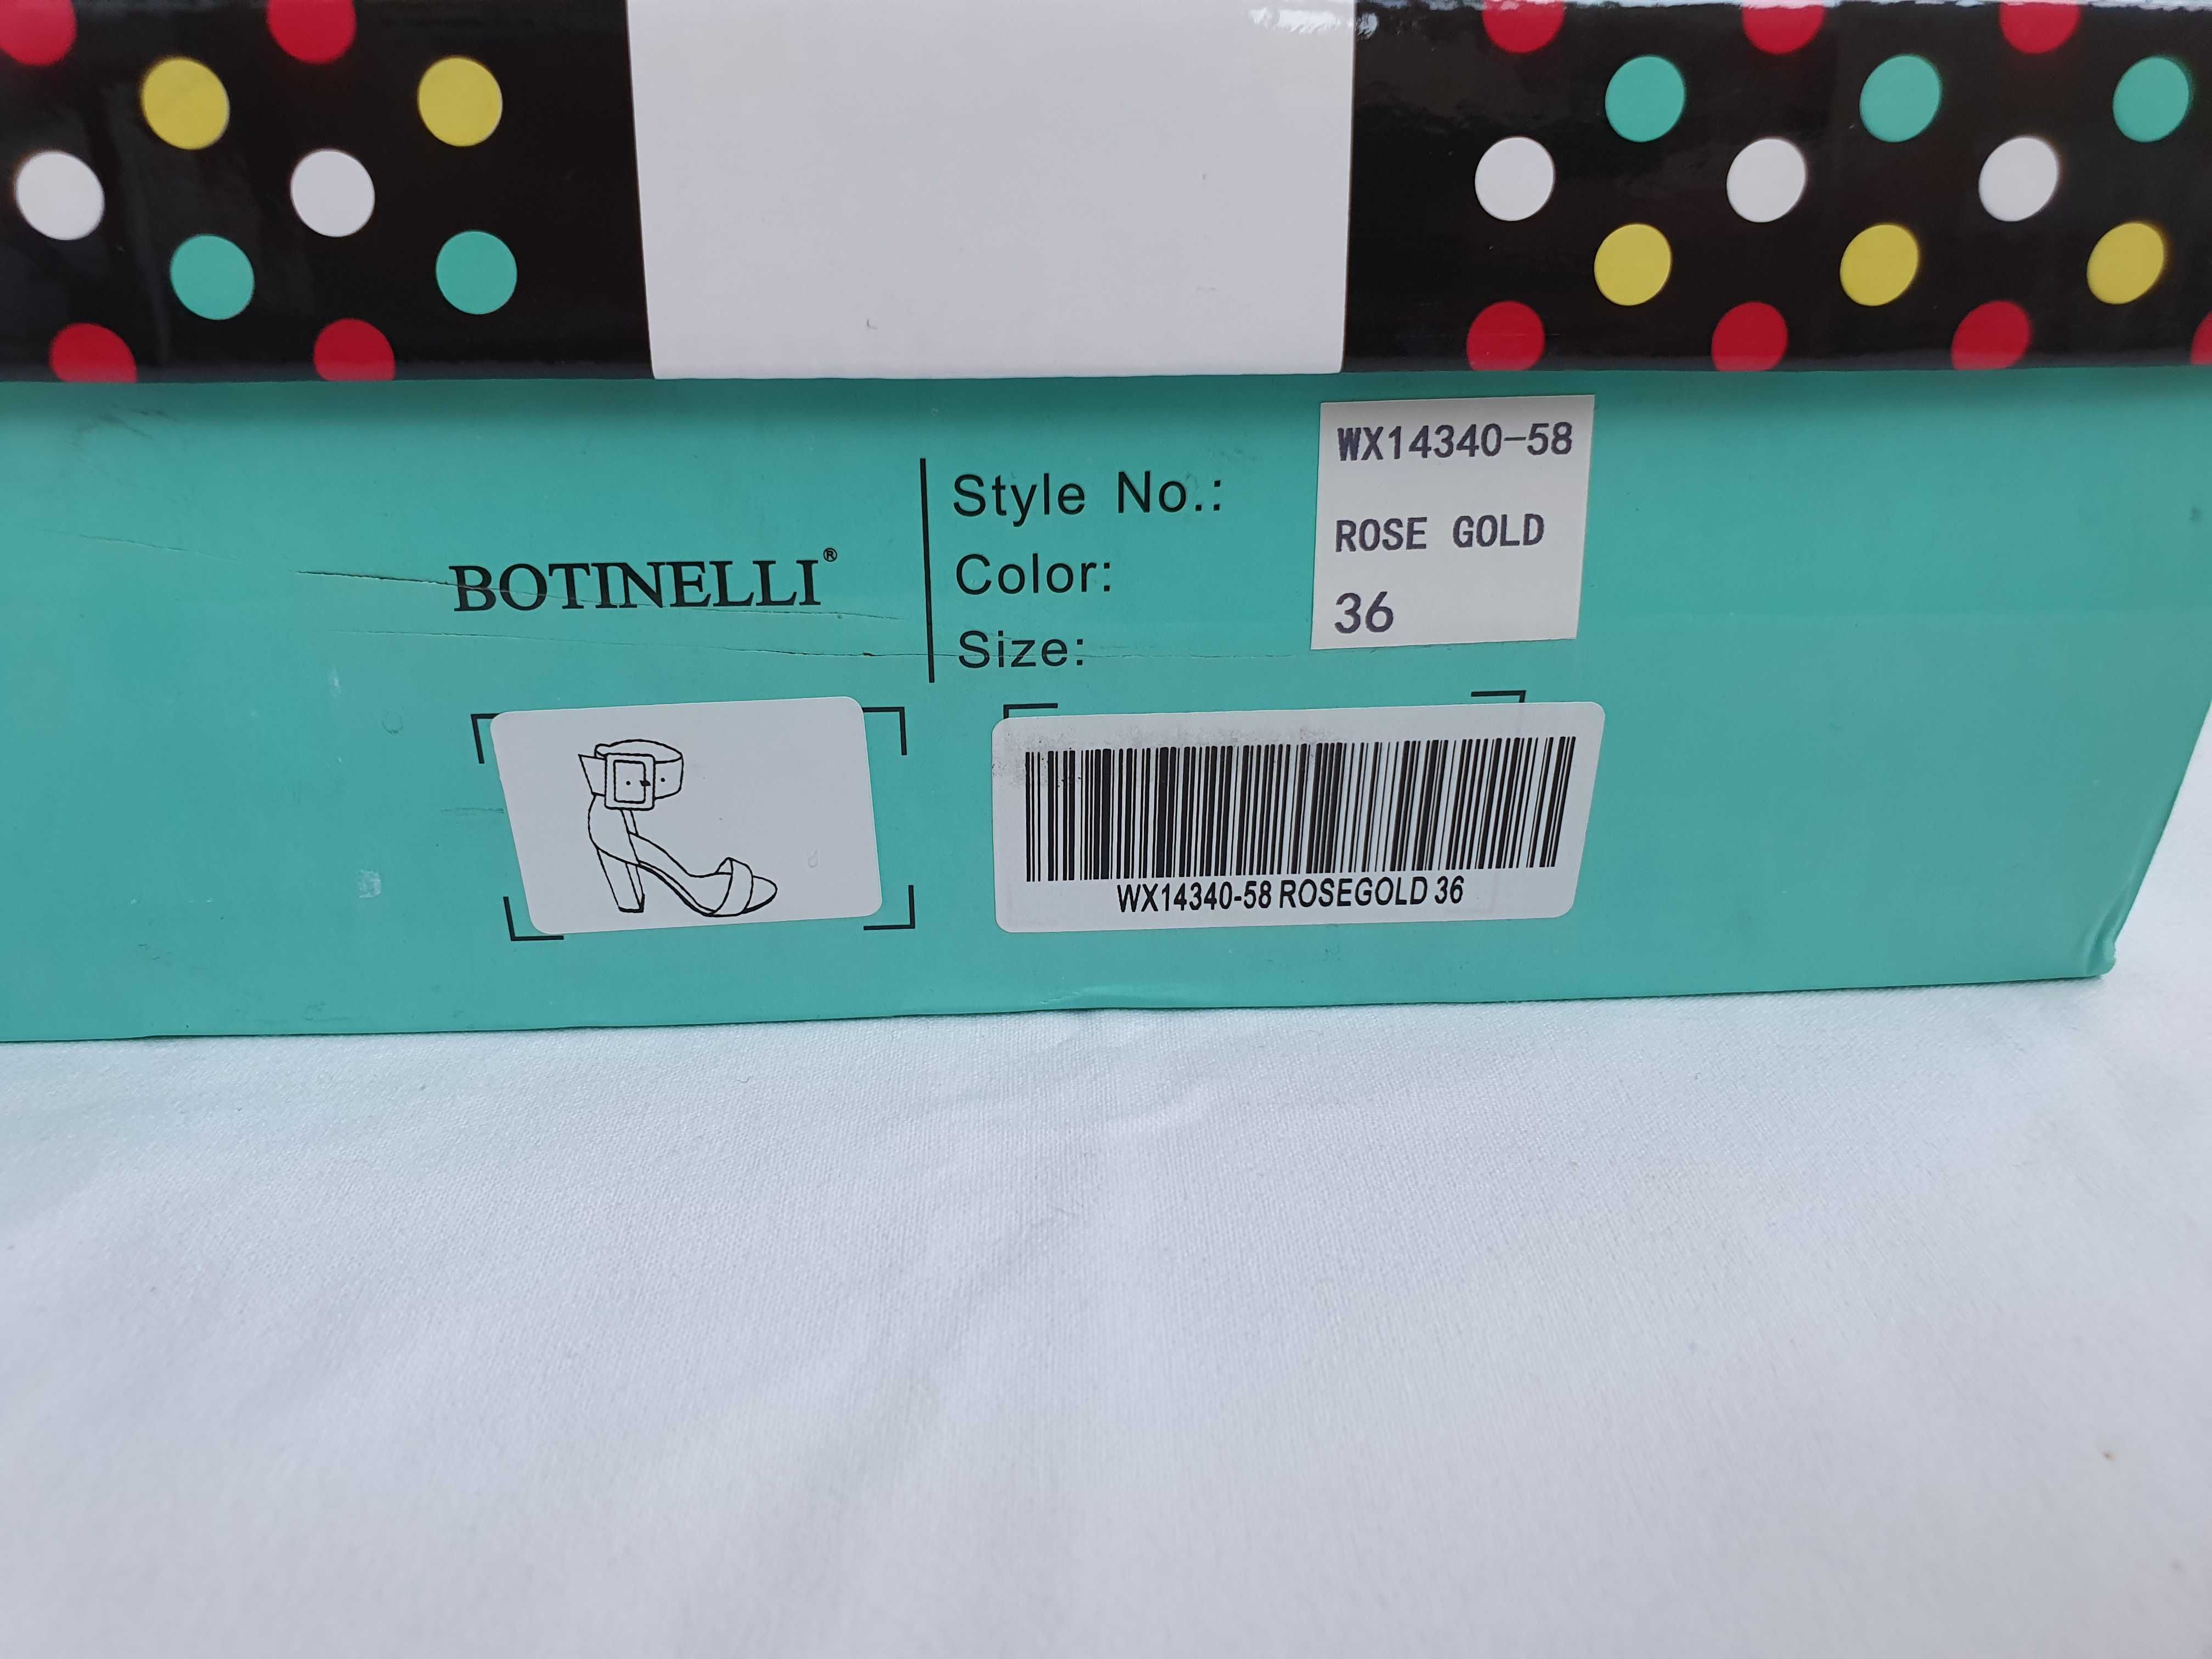 BOTINELLI®
Style No.:
Color:
Size:
WX14340-58
ROSE GOLD
36
WX14340-58 ROSEGOLD 36